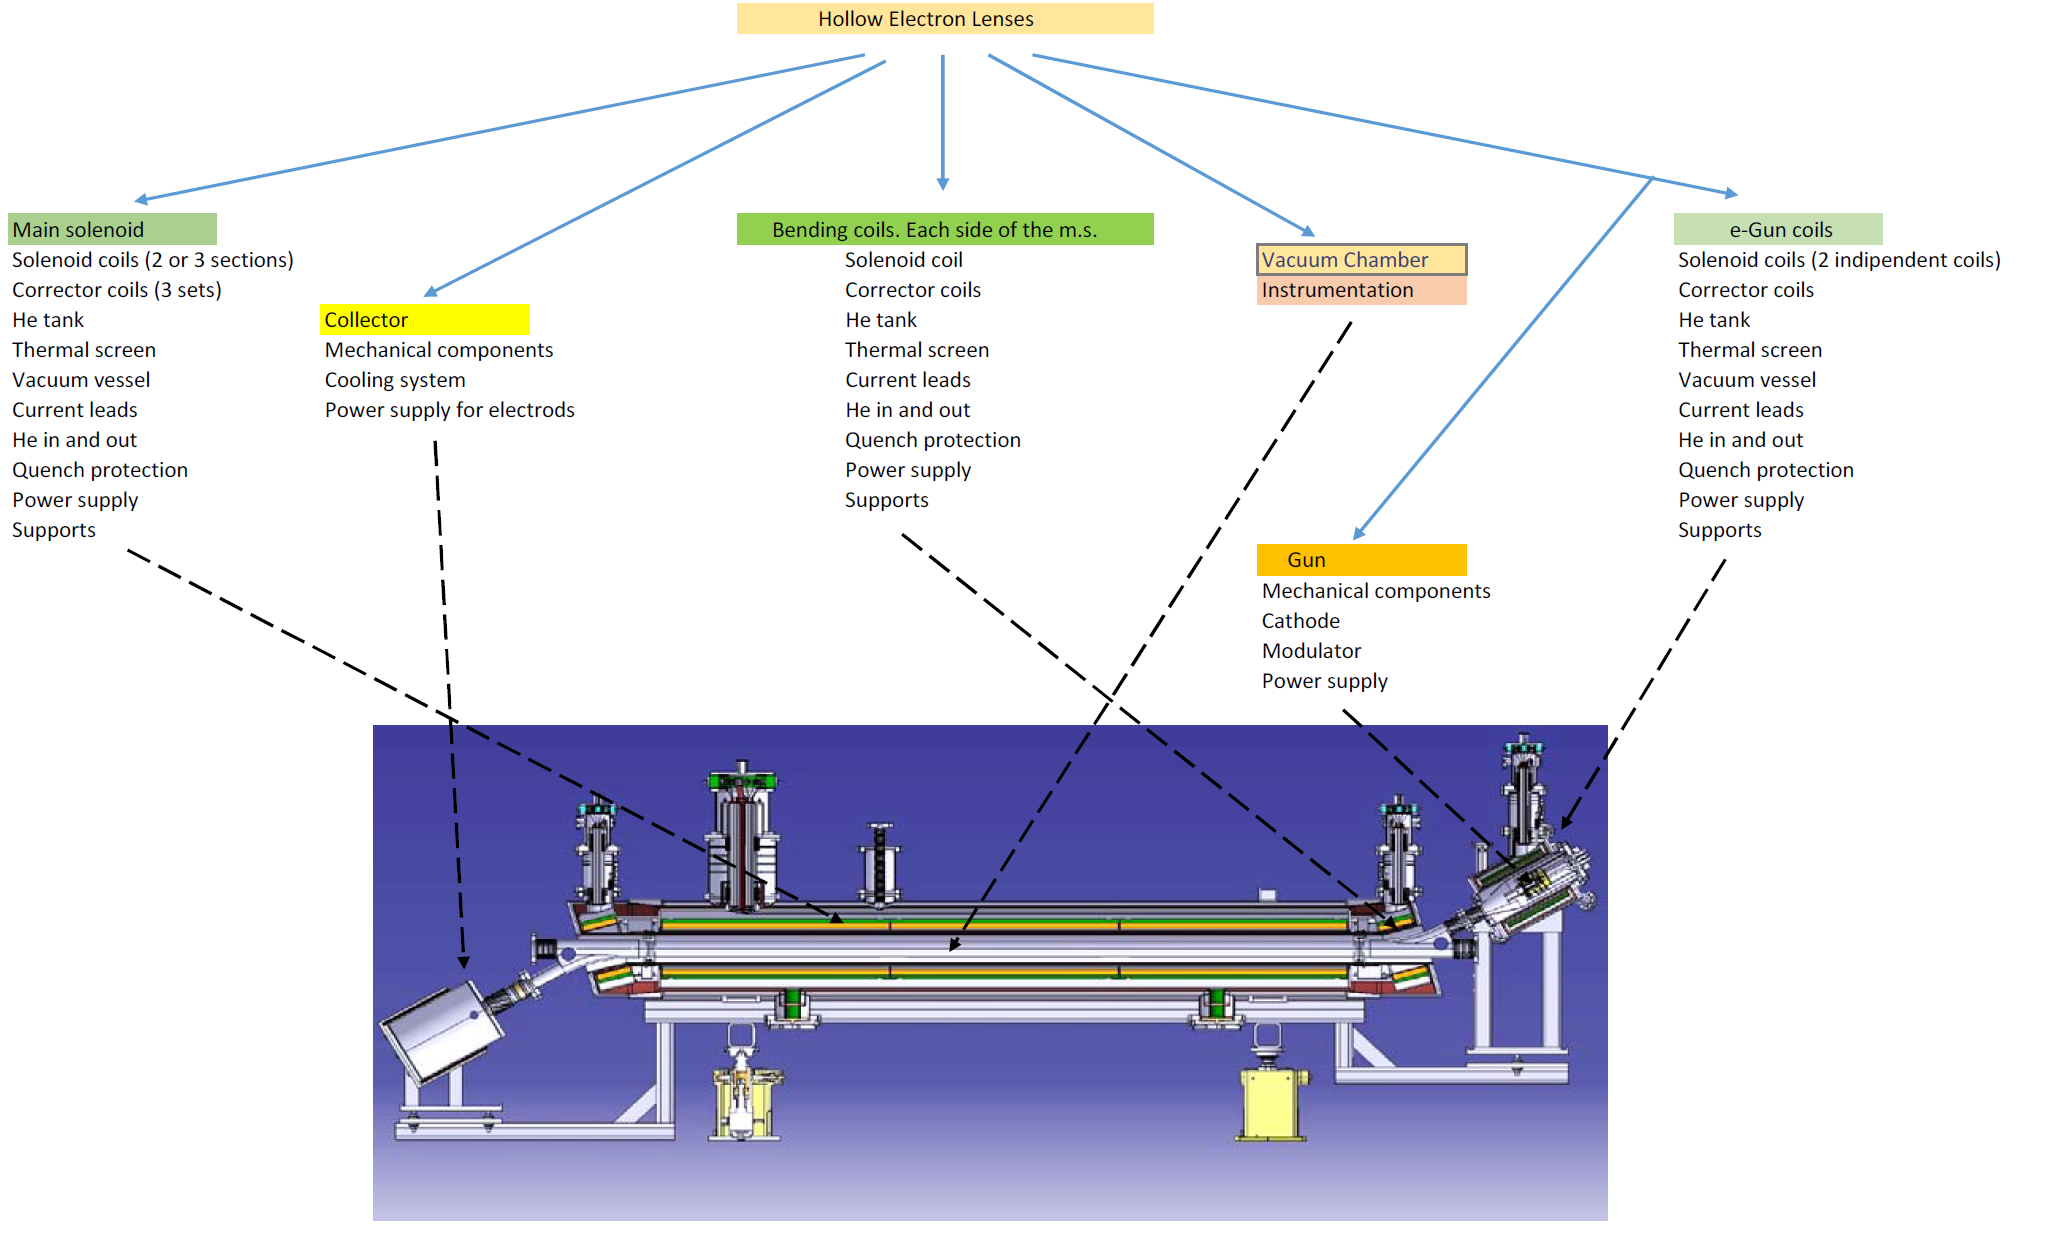 Hollow Electron Lenses
Main solenoid
Solenoid coils (2 or 3 sections)
Corrector coils (3 sets)
He tank
Thermal screen
Vacuum vessel
Current leads
He in and out
Quench protection
Power supply
Supports
Collector
Mechanical components
Cooling system
Power supply for electrods
Bending coils. Each side of the m.s.
Solenoid coil
Corrector coils
He tank
Thermal screen
Current leads
He in and out
Quench protection
Power supply
Supports
Vacuum Chamber
Instrumentation
Gun
Mechanical components
Cathode
Modulator
Power supply
e-Gun coils
Solenoid coils (2 indipendent coils)
Corrector coils
He tank
Thermal screen
Vacuum vessel
Current leads
He in and out
Quench protection
Power supply
Supports